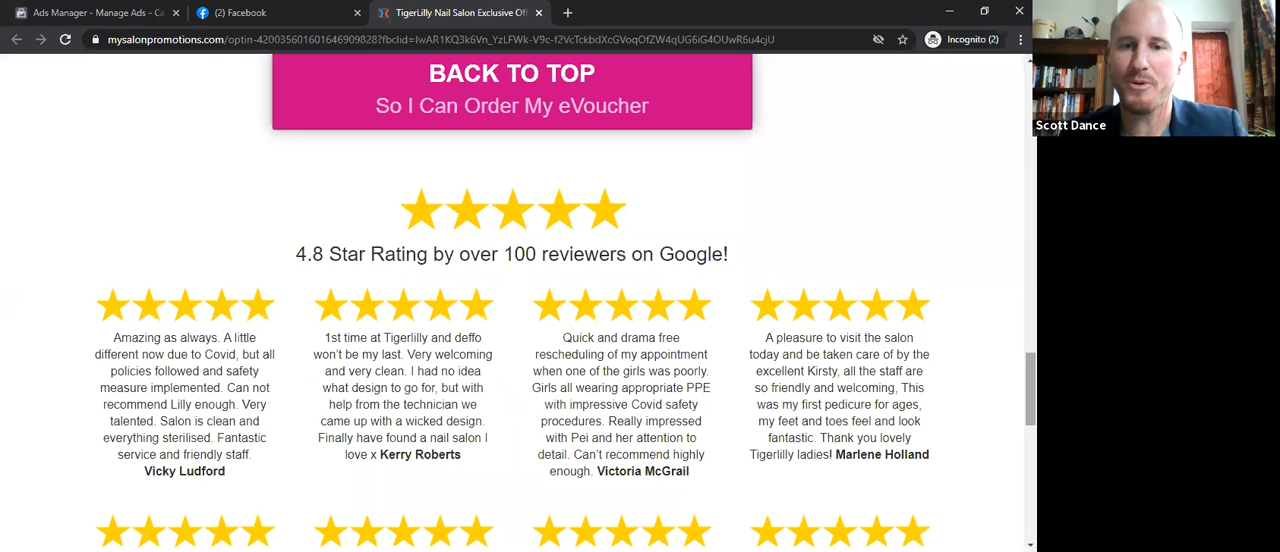 Ads Manager - Manage Ads - Ca
(2) Facebook
TigerLilly Nail Salon Exclusive Off
mysalonpromotions.com/optin-420035601601646909828?fbclid=IwAR1KQ3k6Vn_YzLFWk-V9c-f2VcTckbdXcGVoqOfZW4qUG6iG4OUwR6u4cjU
Incognito (2)
BACK TO TOP
So I Can Order My eVoucher
Scott Dance
4.8 Star Rating by over 100 reviewers on Google!
Amazing as always. A little
different now due to Covid, but all
policies followed and safety
measure implemented. Can not
recommend Lilly enough. Very
talented. Salon is clean and
everything sterilised. Fantastic
service and friendly staff.
Vicky Ludford
1st time at Tigerlilly and deffo
won't be my last. Very welcoming
and very clean. I had no idea
what design to go for, but with
help from the technician we
came up with a wicked design.
Finally have found a nail salon I
love x Kerry Roberts
Quick and drama free
rescheduling of my appointment
when one of the girls was poorly.
Girls all wearing appropriate PPE
with impressive Covid safety
procedures. Really impressed
with Pei and her attention to
detail. Can't recommend highly
enough. Victoria McGrail
A pleasure to visit the salon
today and be taken care of by the
excellent Kirsty, all the staff are
so friendly and welcoming, This
was my first pedicure for ages,
my feet and toes feel and look
fantastic. Thank you lovely
Tigerlilly ladies! Marlene Holland